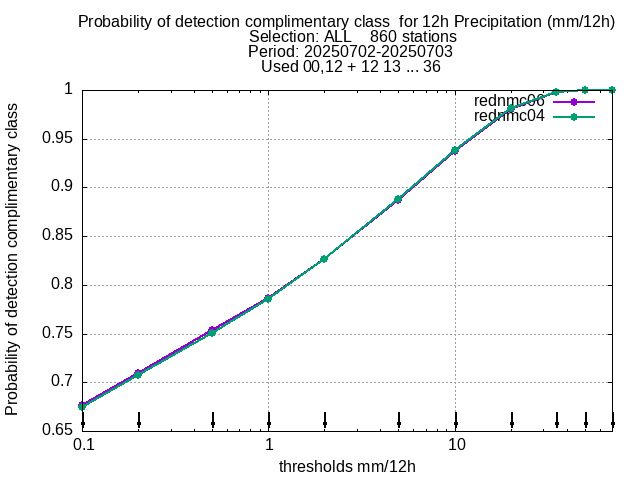 Probability of detection complimentary class  for 12h Precipitation (mm/12h)
Selection: ALL    860 stations
Period: 20250702-20250703
Used 00,12 + 12 13 ... 36
rednmc06
rednmc04
1
0.95
0.9
0.85
0.8
0.75
0.7
0.65
0.1
1
10
Probability of detection complimentary class
thresholds mm/12h